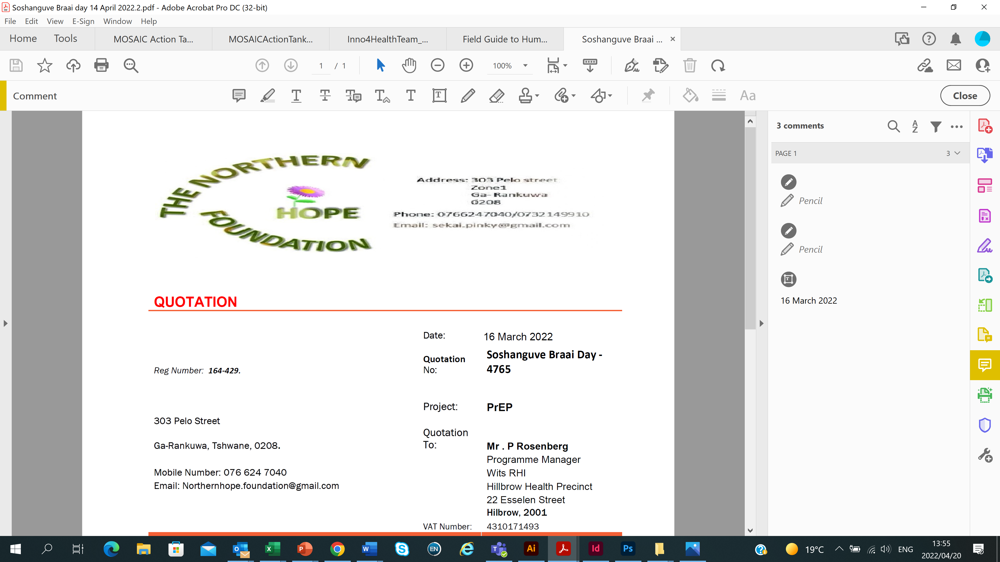 Soshanguve Braai day 14 April 2022.2.pdf - Adobe Acrobat Pro DC (32-bit)
File Edit View E-Sign Window Help
Home Tools MOSAIC Action Ta... MOSAICActionTank... Inno4HealthTeam_... Field Guide to Hum... Soshanguve Braai ... ×
1 / 1 100%
Comment Aa Close
3 comments
PAGE 1 3
Pencil
Pencil
16 March 2022
THE NORTHERN
HOPE
FOUNDATION
Address: 303 Pelo street
Zone1
Ga- Rankuwa
0208
Phone: 0766247040/0732149910
Email: sekai.pinky@gmail.com
QUOTATION
Date: 16 March 2022
Quotation No: Soshanguve Braai Day - 4765
Reg Number: 164-429.
Project: PrEP
303 Pelo Street
Ga-Rankuwa, Tshwane, 0208.
Mobile Number: 076 624 7040
Email: Northernhope.foundation@gmail.com
Quotation
To: Mr . P Rosenberg
Programme Manager
Wits RHI
Hillbrow Health Precinct
22 Esselen Street
Hilbrow, 2001
VAT Number: 4310171493
EN Ai Id Ps 19°C ENG 13:55
2022/04/20